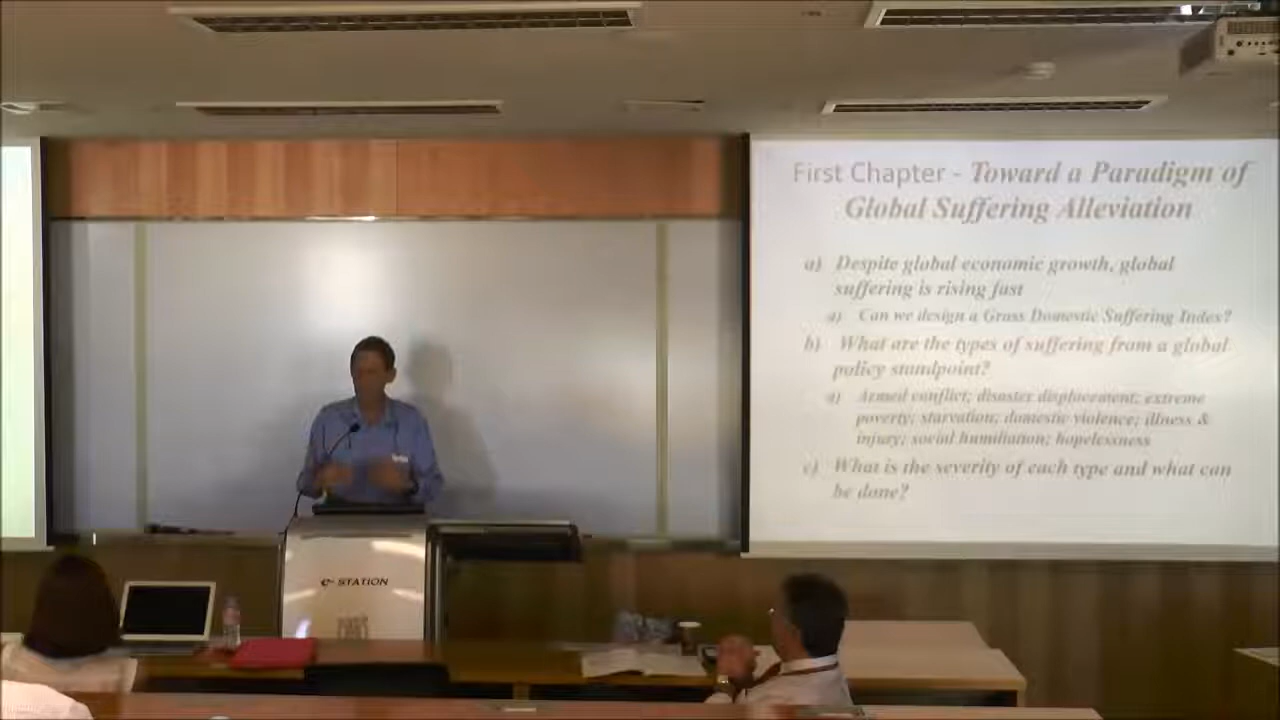 First Chapter - Toward a Paradigm of
Global Suffering Alleviation
a) Despite global economic growth, global
suffering is rising fast
a) Can we design a Gross Domestic Suffering Index?
b) What are the types of suffering from a global
policy standpoint?
a) Armed conflict; disaster displacement; extreme
poverty; starvation; domestic violence; illness &
injury; social humiliation; hopelessness
c) What is the severity of each type and what can
be done?
e- STATION